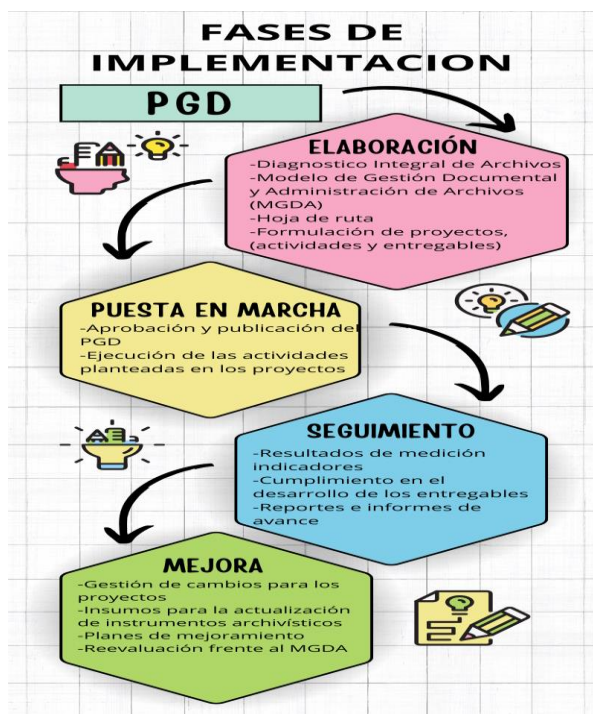 FASES DE
IMPLEMENTACION
PGD
ELABORACIÓN
-Diagnostico Integral de Archivos
-Modelo de Gestión Documental
y Administración de Archivos
(MGDA)
-Hoja de ruta
-Formulación de proyectos,
(actividades y entregables)
PUESTA EN MARCHA
-Aprobación y publicación del
PGD
-Ejecución de las actividades
planteadas en los proyectos
SEGUIMIENTO
-Resultados de medición
indicadores
-Cumplimiento en el
desarrollo de los entregables
-Reportes e informes de
avance
MEJORA
-Gestión de cambios para los
proyectos
-Insumos para la actualización
de instrumentos archivísticos
-Planes de mejoramiento
-Reevaluación frente al MGDA